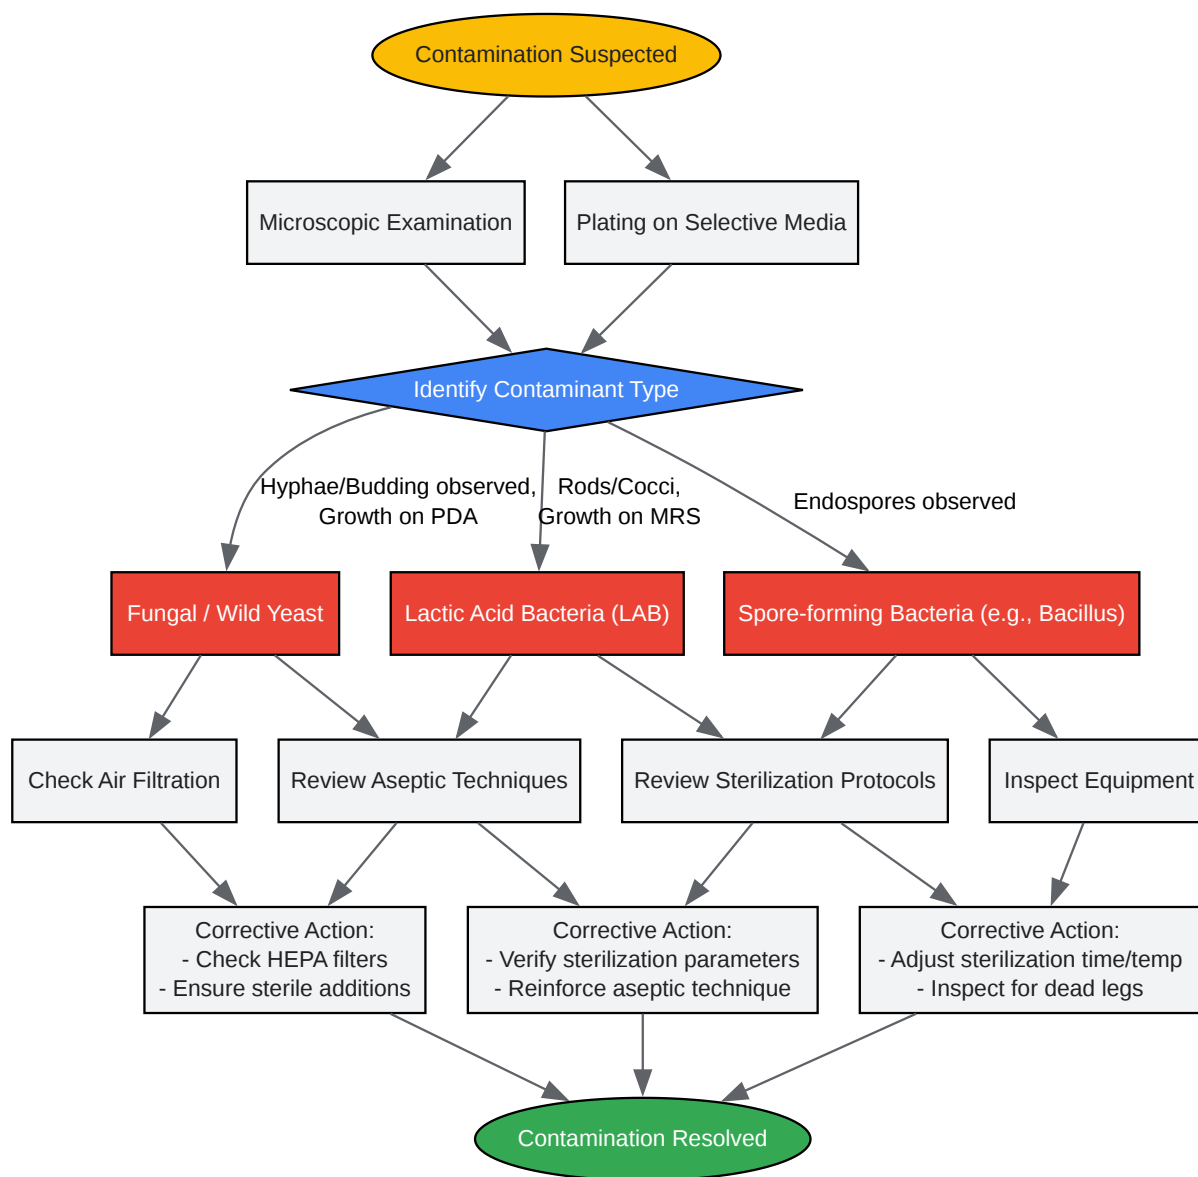 Contamination Suspected
Microscopic Examination
Plating on Selective Media
Identify Contaminant Type
Hyphae/Budding observed,
Growth on PDA
Rods/Cocci,
Growth on MRS
Endospores observed
Fungal / Wild Yeast
Lactic Acid Bacteria (LAB)
Spore-forming Bacteria (e.g., Bacillus)
Check Air Filtration
Review Aseptic Techniques
Review Sterilization Protocols
Inspect Equipment
Corrective Action:
- Check HEPA filters
- Ensure sterile additions
Corrective Action:
- Verify sterilization parameters
- Reinforce aseptic technique
Corrective Action:
- Adjust sterilization time/temp
- Inspect for dead legs
Contamination Resolved